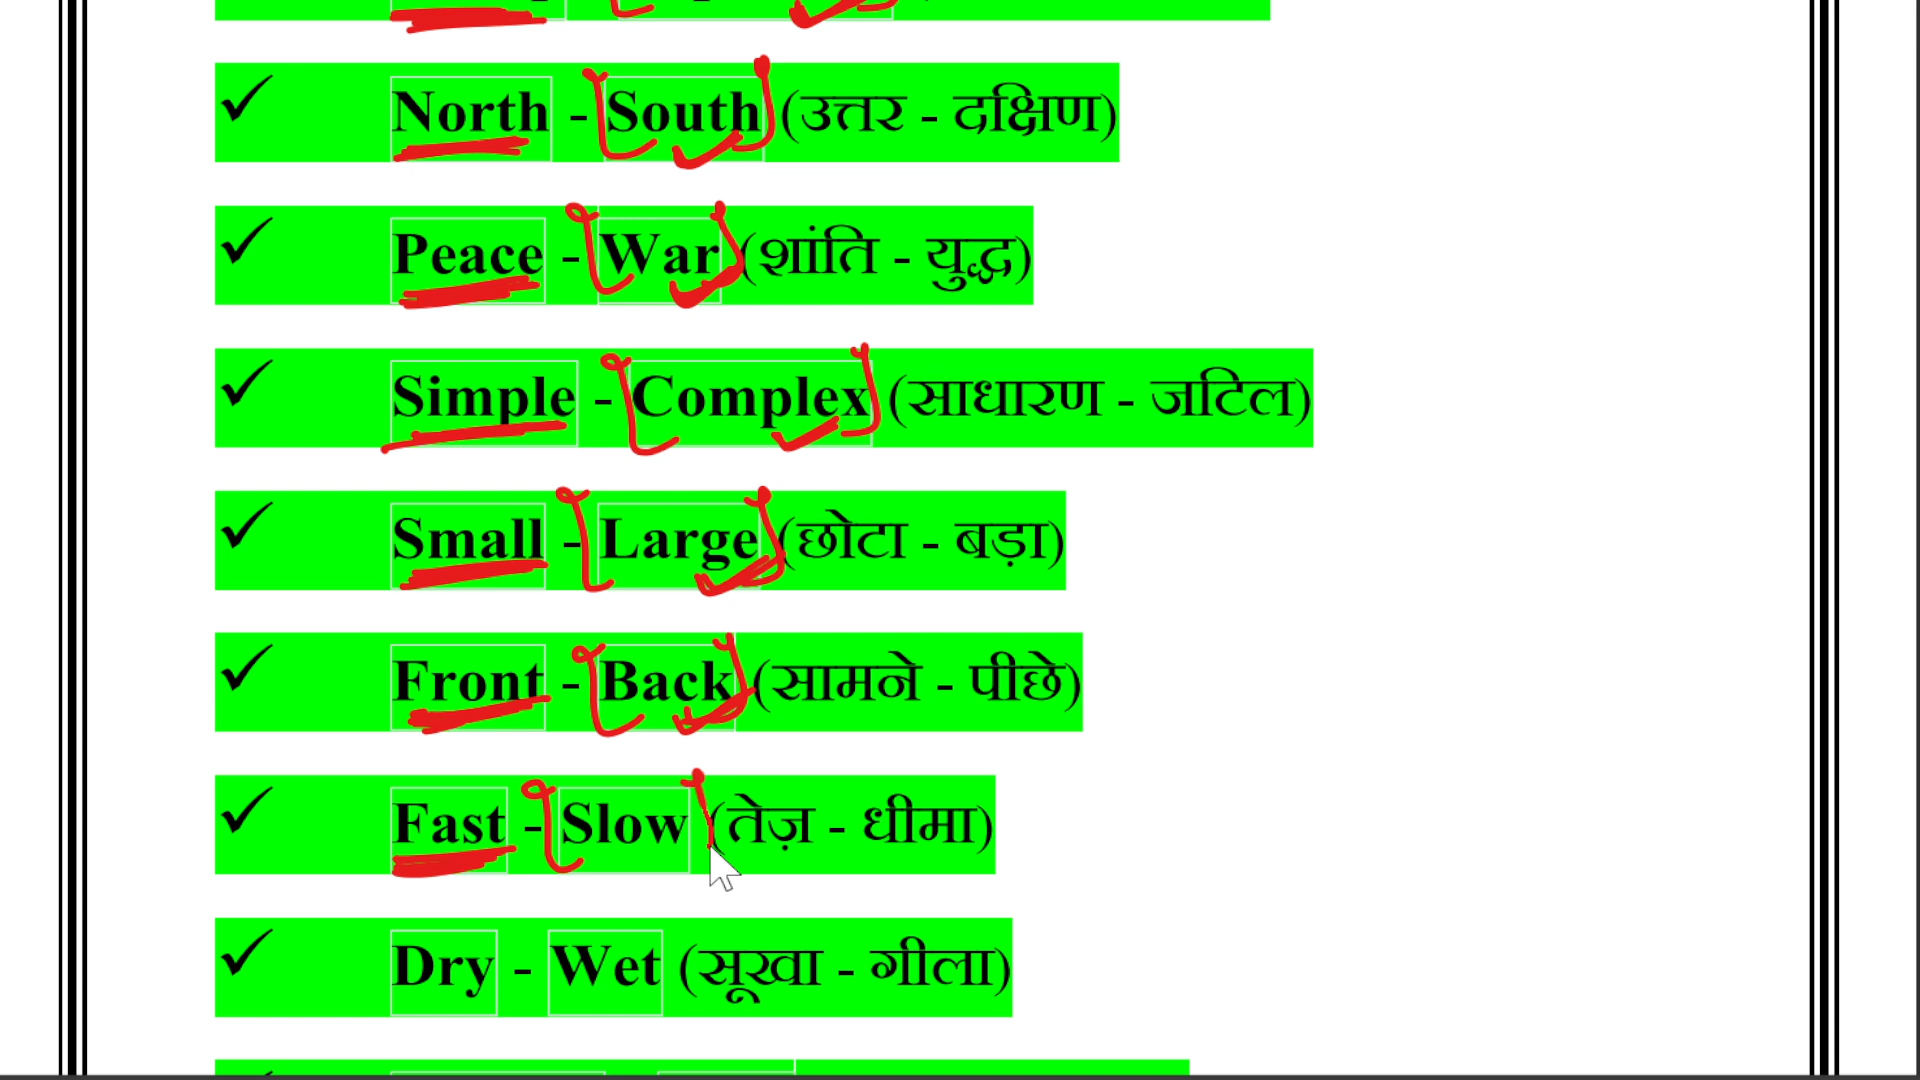 ✓ North - South (उत्तर - दक्षिण)
✓ Peace - War (शांति - युद्ध)
✓ Simple - Complex (साधारण - जटिल)
✓ Small - Large (छोटा - बड़ा)
✓ Front - Back (सामने - पीछे)
✓ Fast - Slow (तेज़ - धीमा)
✓ Dry - Wet (सूखा - गीला)